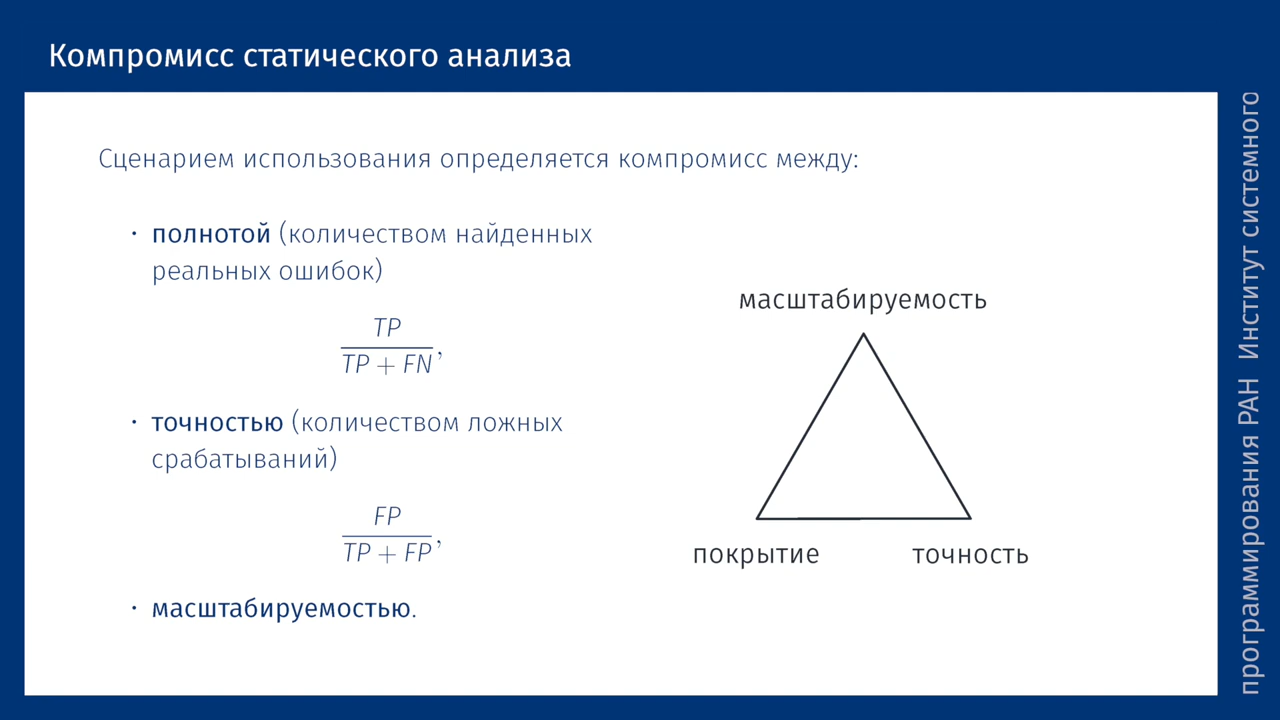 Компромисс статического анализа
Сценарием использования определяется компромисс между:
· полнотой (количеством найденных
реальных ошибок)
TP
TP + FN,
· точностью (количеством ложных
срабатываний)
FP
TP + FP,
· масштабируемостью.
масштабируемость
покрытие точность
программирования РАН Институт системного